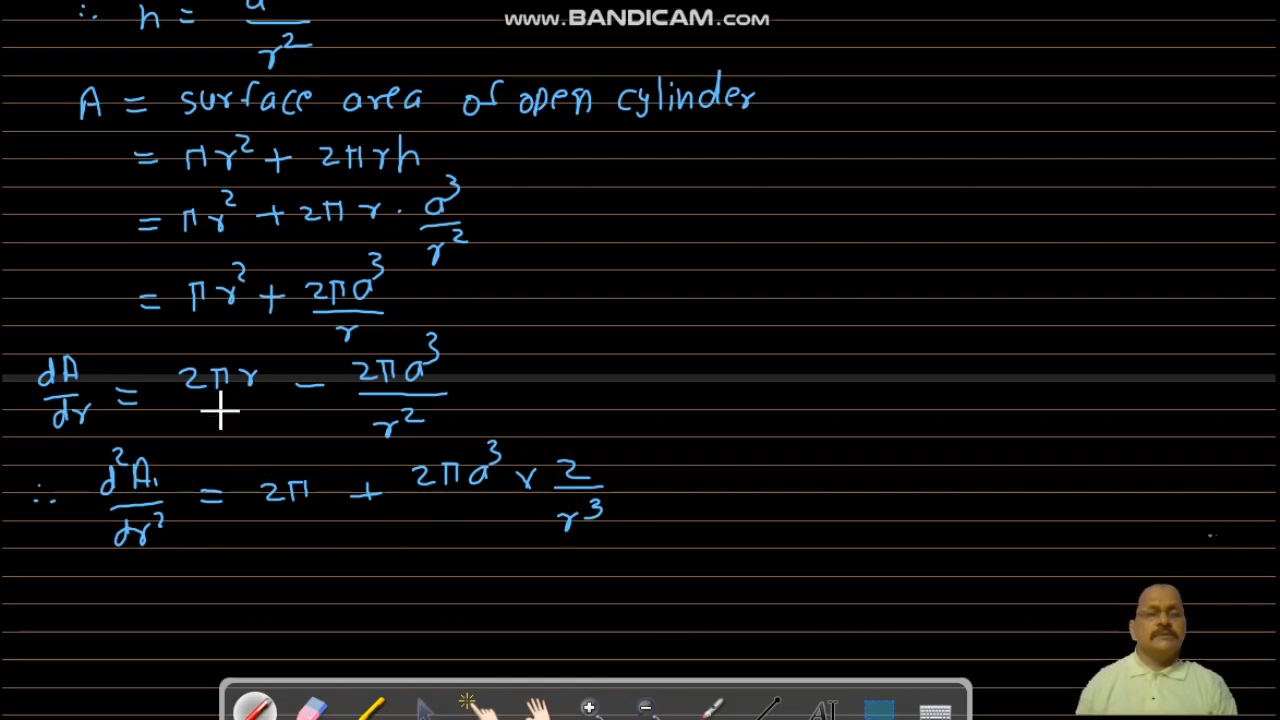 www.BANDICAM.com
∴ h = a / r²
A = surface area of open cylinder
= πr² + 2πrh
= πr² + 2πr · a³/r²
= πr² + 2πa³/r
dA/dr = 2πr - 2πa³/r²
∴ d²A/dr² = 2π + 2πa³ × 2/r³
AT